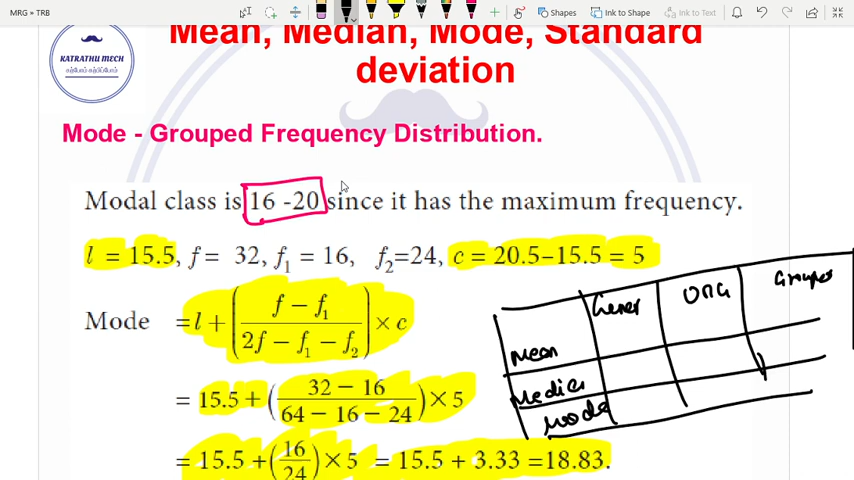 MRG » TRB
Shapes
Ink to Shape
Ink to Text
Mean, Median, Mode, Standard
deviation
KATRATHU MECH
கற்போம் கற்பிப்போம்
Mode - Grouped Frequency Distribution.
Modal class is 16 -20 since it has the maximum frequency.
l = 15.5, f = 32, f₁ = 16, f₂=24, c = 20.5−15.5 = 5
Mode = l + ( f − f₁ / 2f − f₁ − f₂ ) × c
= 15.5 + ( 32 − 16 / 64 − 16 − 24 ) × 5
= 15.5 + ( 16 / 24 ) × 5 = 15.5 + 3.33 = 18.83.
Mean
Mode